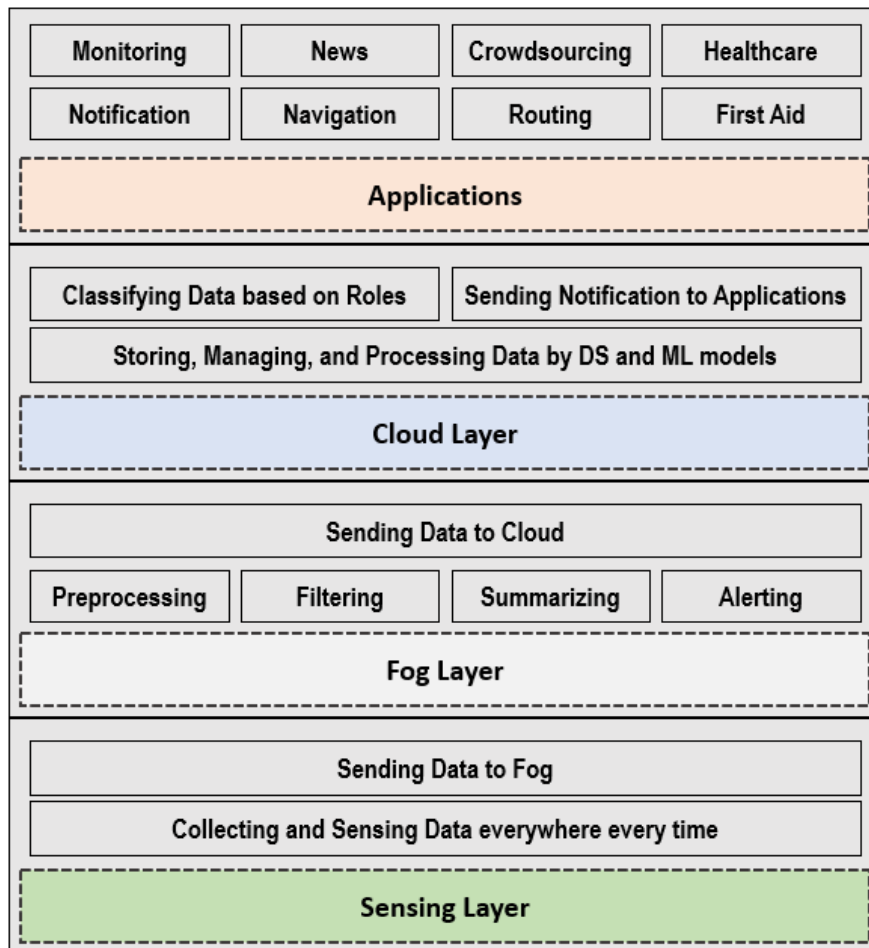 Monitoring
News
Crowdsourcing
Healthcare
Notification
Navigation
Routing
First Aid
Applications
Classifying Data based on Roles
Sending Notification to Applications
Storing, Managing, and Processing Data by DS and ML models
Cloud Layer
Sending Data to Cloud
Preprocessing
Filtering
Summarizing
Alerting
Fog Layer
Sending Data to Fog
Collecting and Sensing Data everywhere every time
Sensing Layer